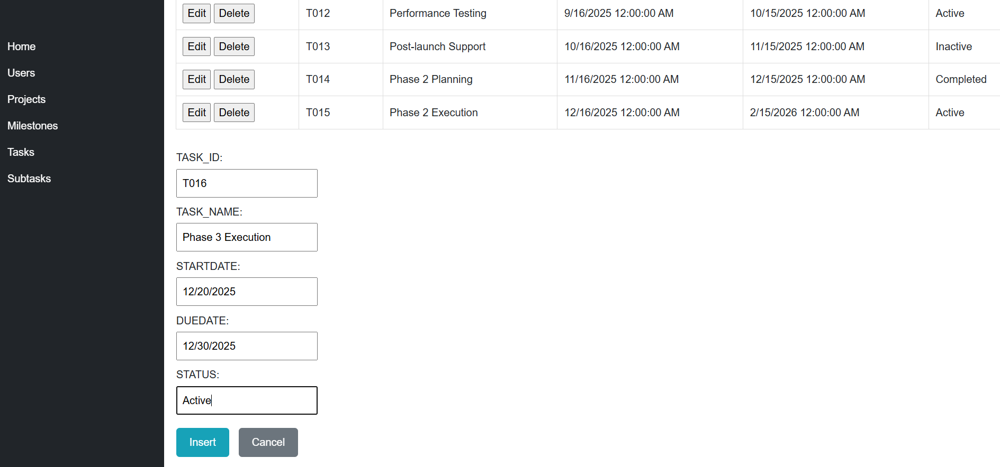 Home
Users
Projects
Milestones
Tasks
Subtasks
Edit Delete T012 Performance Testing 9/16/2025 12:00:00 AM 10/15/2025 12:00:00 AM Active
Edit Delete T013 Post-launch Support 10/16/2025 12:00:00 AM 11/15/2025 12:00:00 AM Inactive
Edit Delete T014 Phase 2 Planning 11/16/2025 12:00:00 AM 12/15/2025 12:00:00 AM Completed
Edit Delete T015 Phase 2 Execution 12/16/2025 12:00:00 AM 2/15/2026 12:00:00 AM Active
TASK_ID:
T016
TASK_NAME:
Phase 3 Execution
STARTDATE:
12/20/2025
DUEDATE:
12/30/2025
STATUS:
Active
Insert Cancel